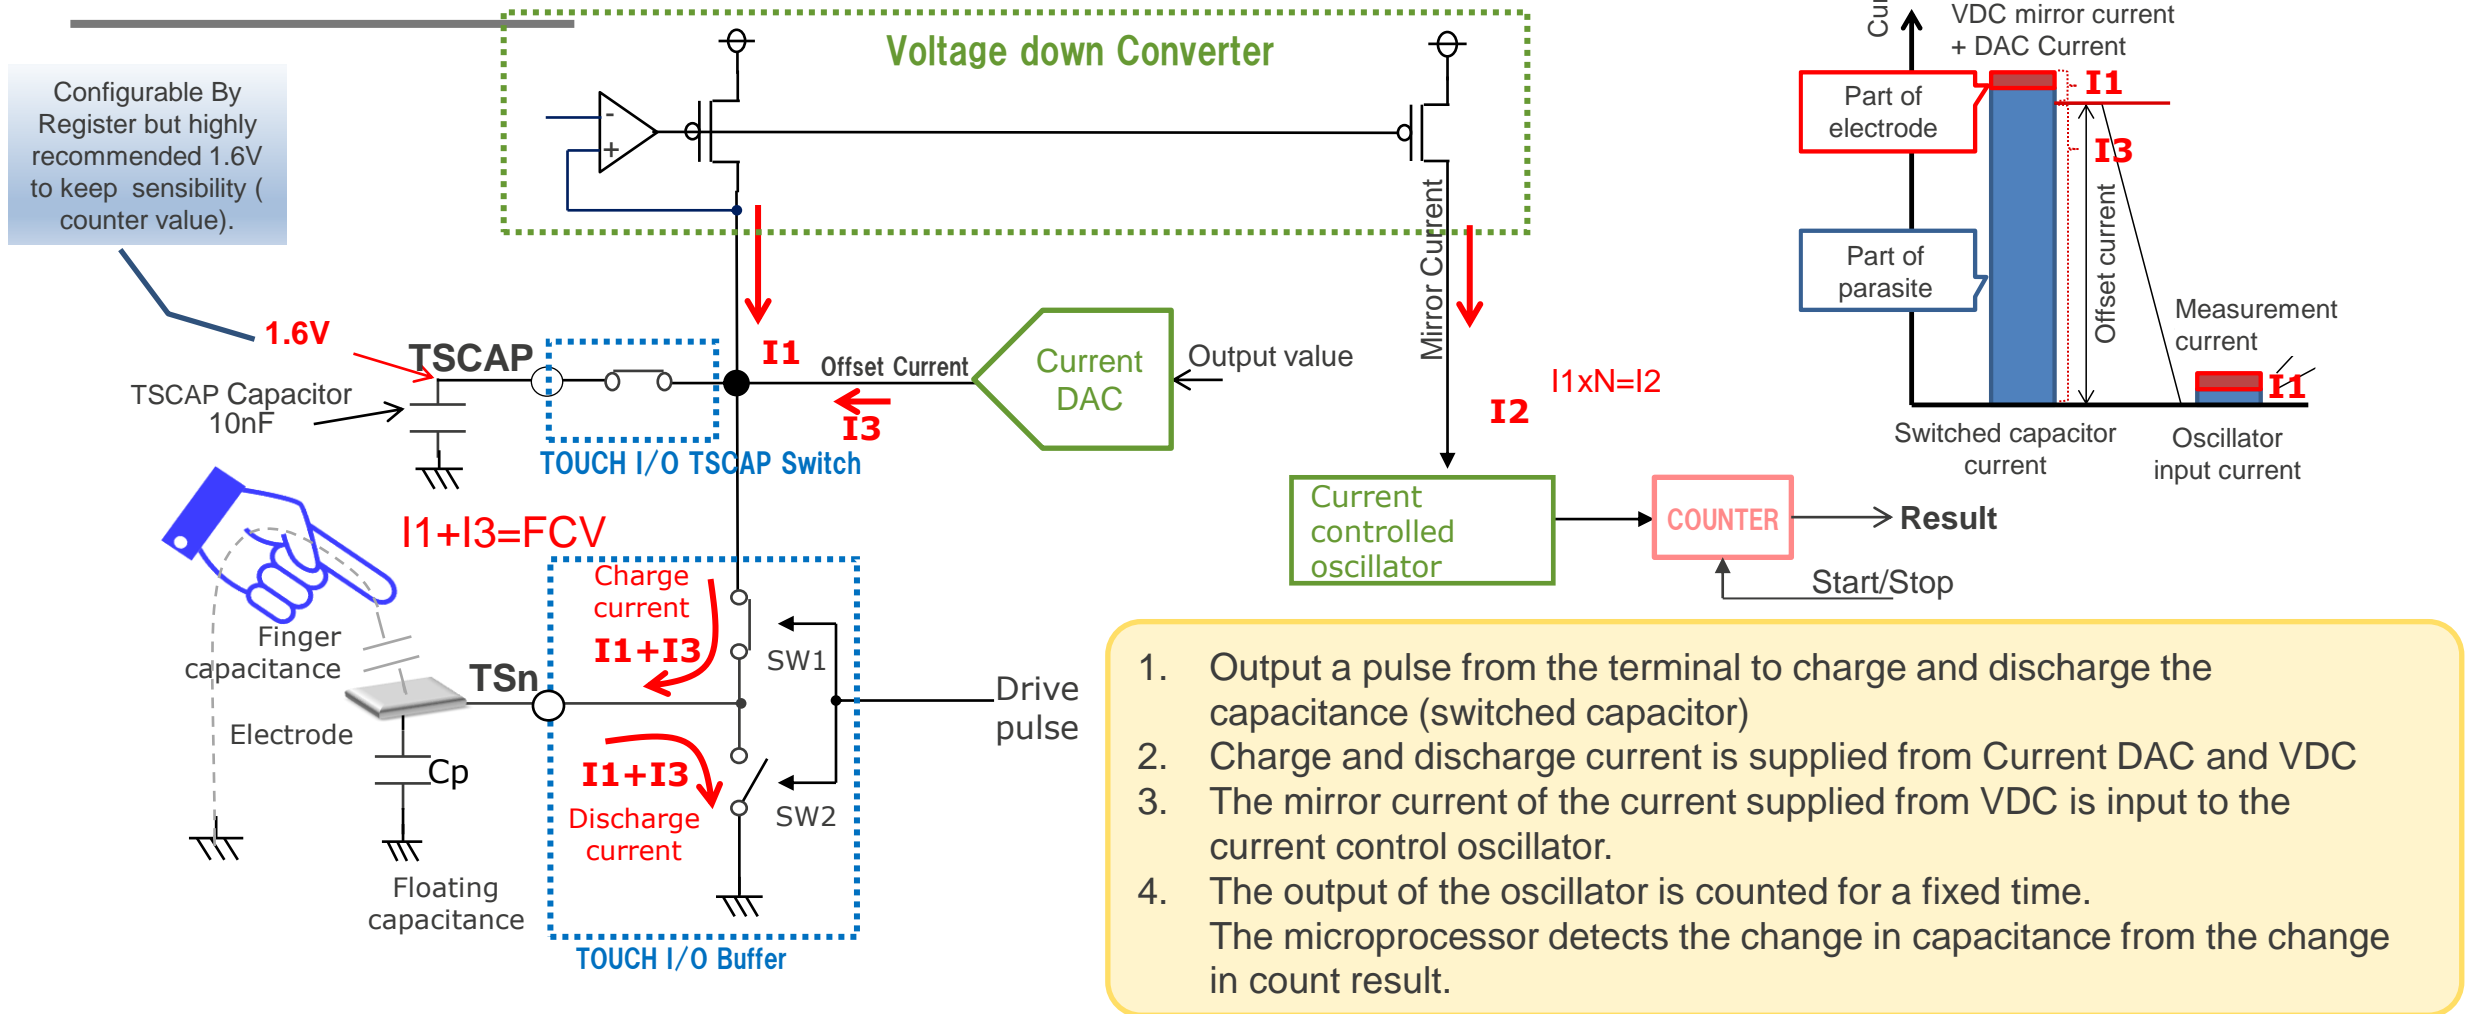 Configurable By
Register but highly
recommended 1.6V
to keep  sensibility (
counter value).
Voltage down Converter
-
+
1.6V
TSCAP
TSCAP Capacitor
10nF
I1
Offset Current
I3
Current
DAC
Output value
TOUCH I/O TSCAP Switch
Mirror Current
I2
I1xN=I2
Current
controlled
oscillator
COUNTER
Result
Start/Stop
I1+I3=FCV
Charge
current
I1+I3
SW1
Finger
capacitance
TSn
Electrode
Cp
I1+I3
Discharge
current
SW2
Drive
pulse
Floating
capacitance
TOUCH I/O Buffer
VDC mirror current
+ DAC Current
Part of
electrode
I1
I3
Offset current
Part of
parasite
Measurement
current
I1
Switched capacitor
current
Oscillator
input current
1. Output a pulse from the terminal to charge and discharge the
capacitance (switched capacitor)
2. Charge and discharge current is supplied from Current DAC and VDC
3. The mirror current of the current supplied from VDC is input to the
current control oscillator.
4. The output of the oscillator is counted for a fixed time.
The microprocessor detects the change in capacitance from the change
in count result.